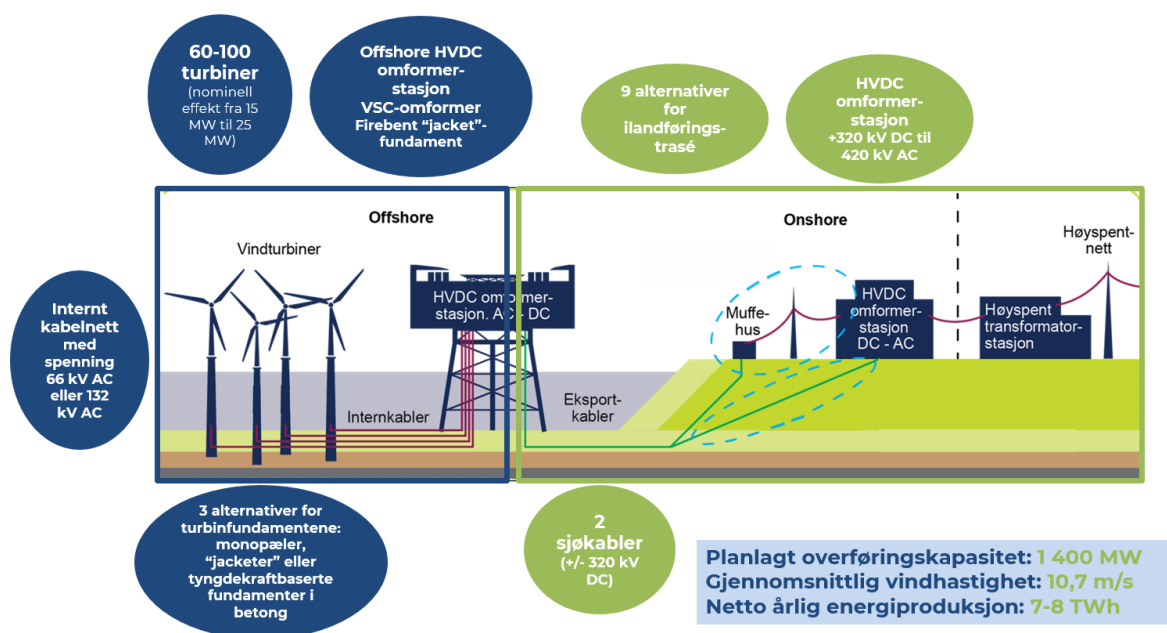 60-100
turbiner
(nominell
effekt fra 15
MW til 25
MW)
Offshore HVDC
omformer-
stasjon
VSC-omformer
Firebent “jacket”-
fundament
9 alternativer
for
ilandførings-
trasé
HVDC
omformer-
stasjon
+320 kV DC til
420 kV AC
Internt
kabelnett
med
spenning
66 kV AC
eller 132
kV AC
Offshore
Vindturbiner
HVDC omformer-
stasjon. AC - DC
Internkabler
Onshore
Eksport-
kabler
Muffe-
hus
HVDC
omformer-
stasjon
DC - AC
Høyspent-
nett
Høyspent
transformator-
stasjon
3 alternativer for
turbinfundamentene:
monopæler,
“jacketer” eller
tyngdekraftbaserte
fundamenter i
betong
2
sjøkabler
(+/- 320 kV
DC)
Planlagt overføringskapasitet: 1 400 MW
Gjennomsnittlig vindhastighet: 10,7 m/s
Netto årlig energiproduksjon: 7-8 TWh